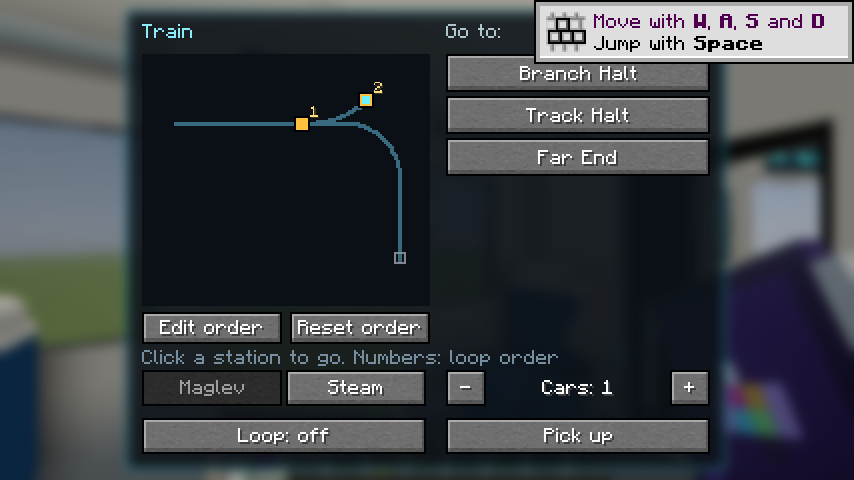 Train
Go to:
Move with W, A, S and D
Jump with Space
Branch Halt
Track Halt
Far End
1
2
Edit order
Reset order
Click a station to go. Numbers: loop order
Maglev
Steam
-
Cars: 1
+
Loop: off
Pick up